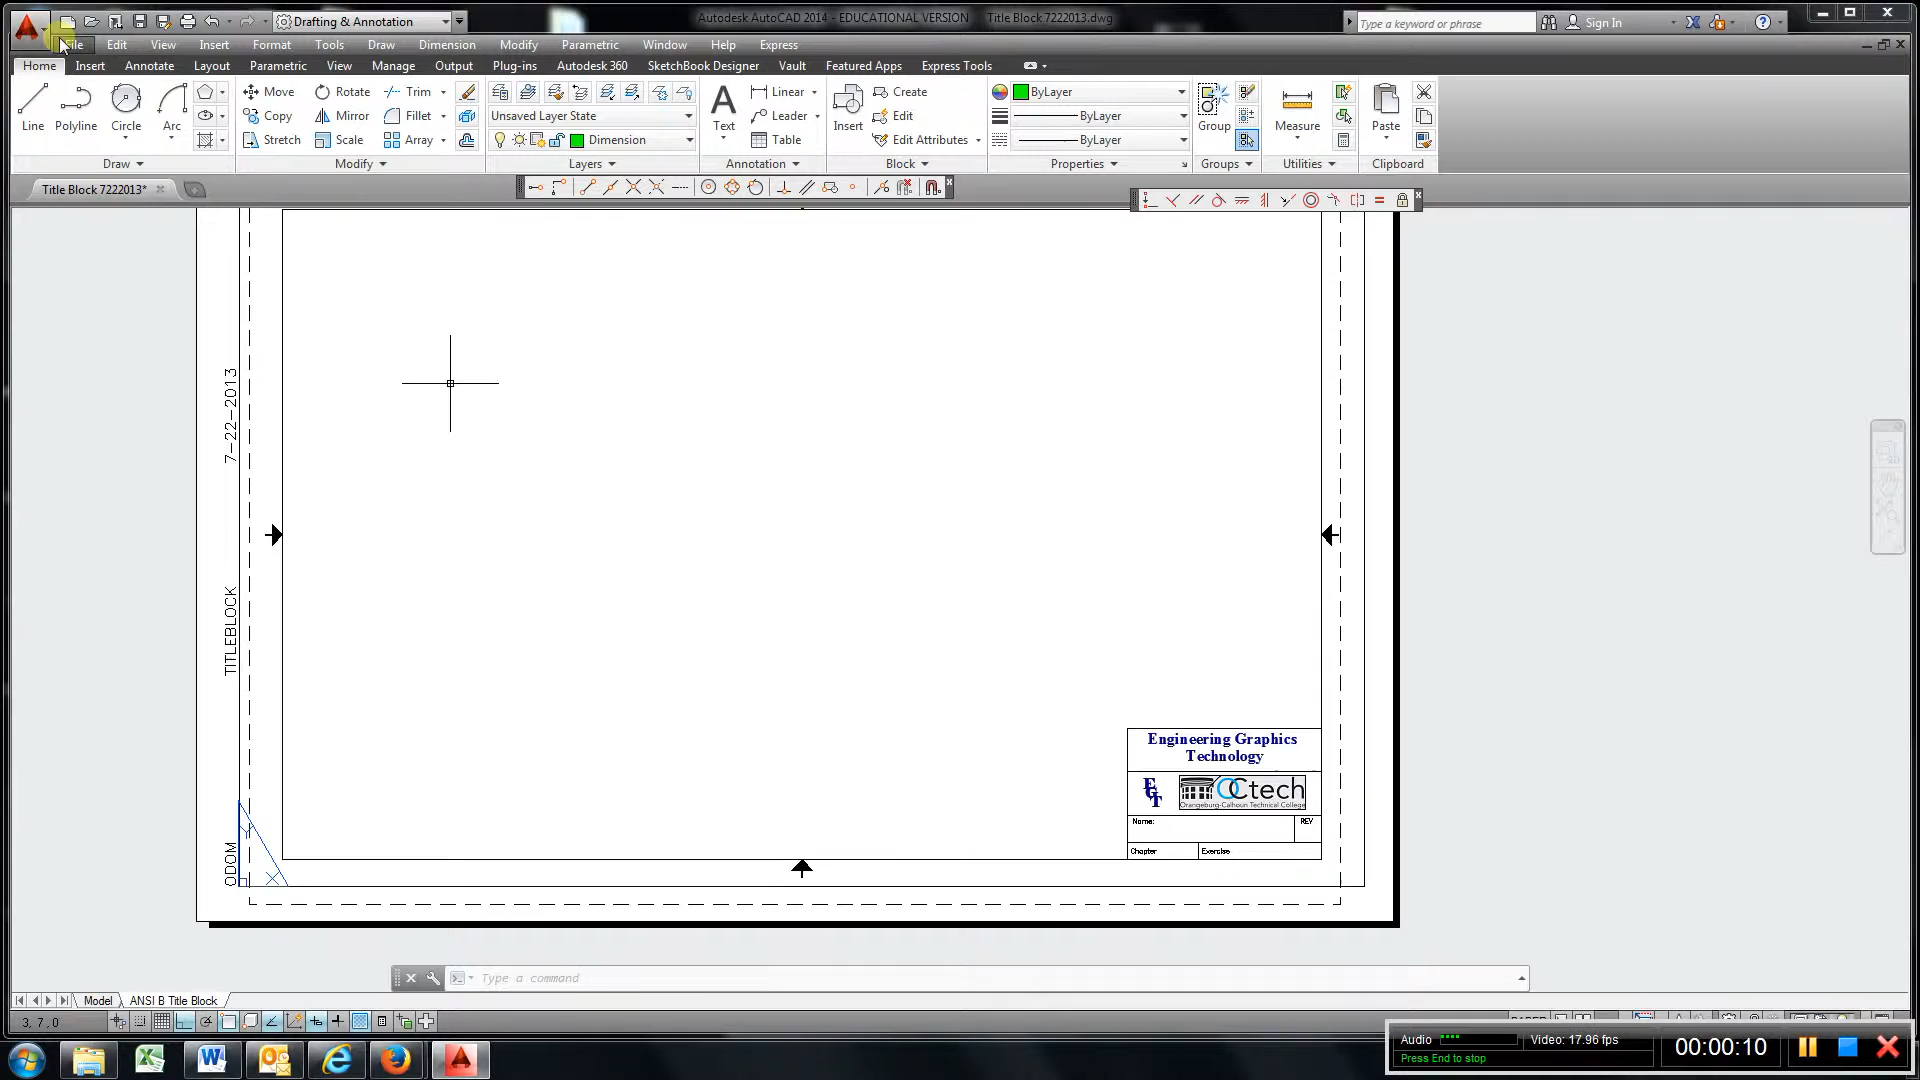 Drafting & Annotation
Autodesk AutoCAD 2014 - EDUCATIONAL VERSION Title Block 7222013.dwg
Type a keyword or phrase
Sign In
File Edit View Insert Format Tools Draw Dimension Modify Parametric Window Help Express
Home Insert Annotate Layout Parametric View Manage Output Plug-ins Autodesk 360 SketchBook Designer Vault Featured Apps Express Tools
Line Polyline Circle Arc
Draw
Move Rotate Trim
Copy Mirror Fillet
Stretch Scale Array
Modify
Unsaved Layer State
Dimension
Layers
Text
Linear
Leader
Table
Annotation
Insert
Create
Edit
Edit Attributes
Block
ByLayer
ByLayer
ByLayer
Properties
Group
Groups
Measure
Utilities
Paste
Clipboard
Title Block 7222013*
7-22-2013
TITLEBLOCK
ODOM
Y
X
Engineering Graphics
Technology
EGT
OCtech
Orangeburg-Calhoun Technical College
Name:
REV
Chapter
Exercise
Type a command
Model ANSI B Title Block
3, 7, 0
Audio
Video: 17.96 fps
Press End to stop
00:00:10